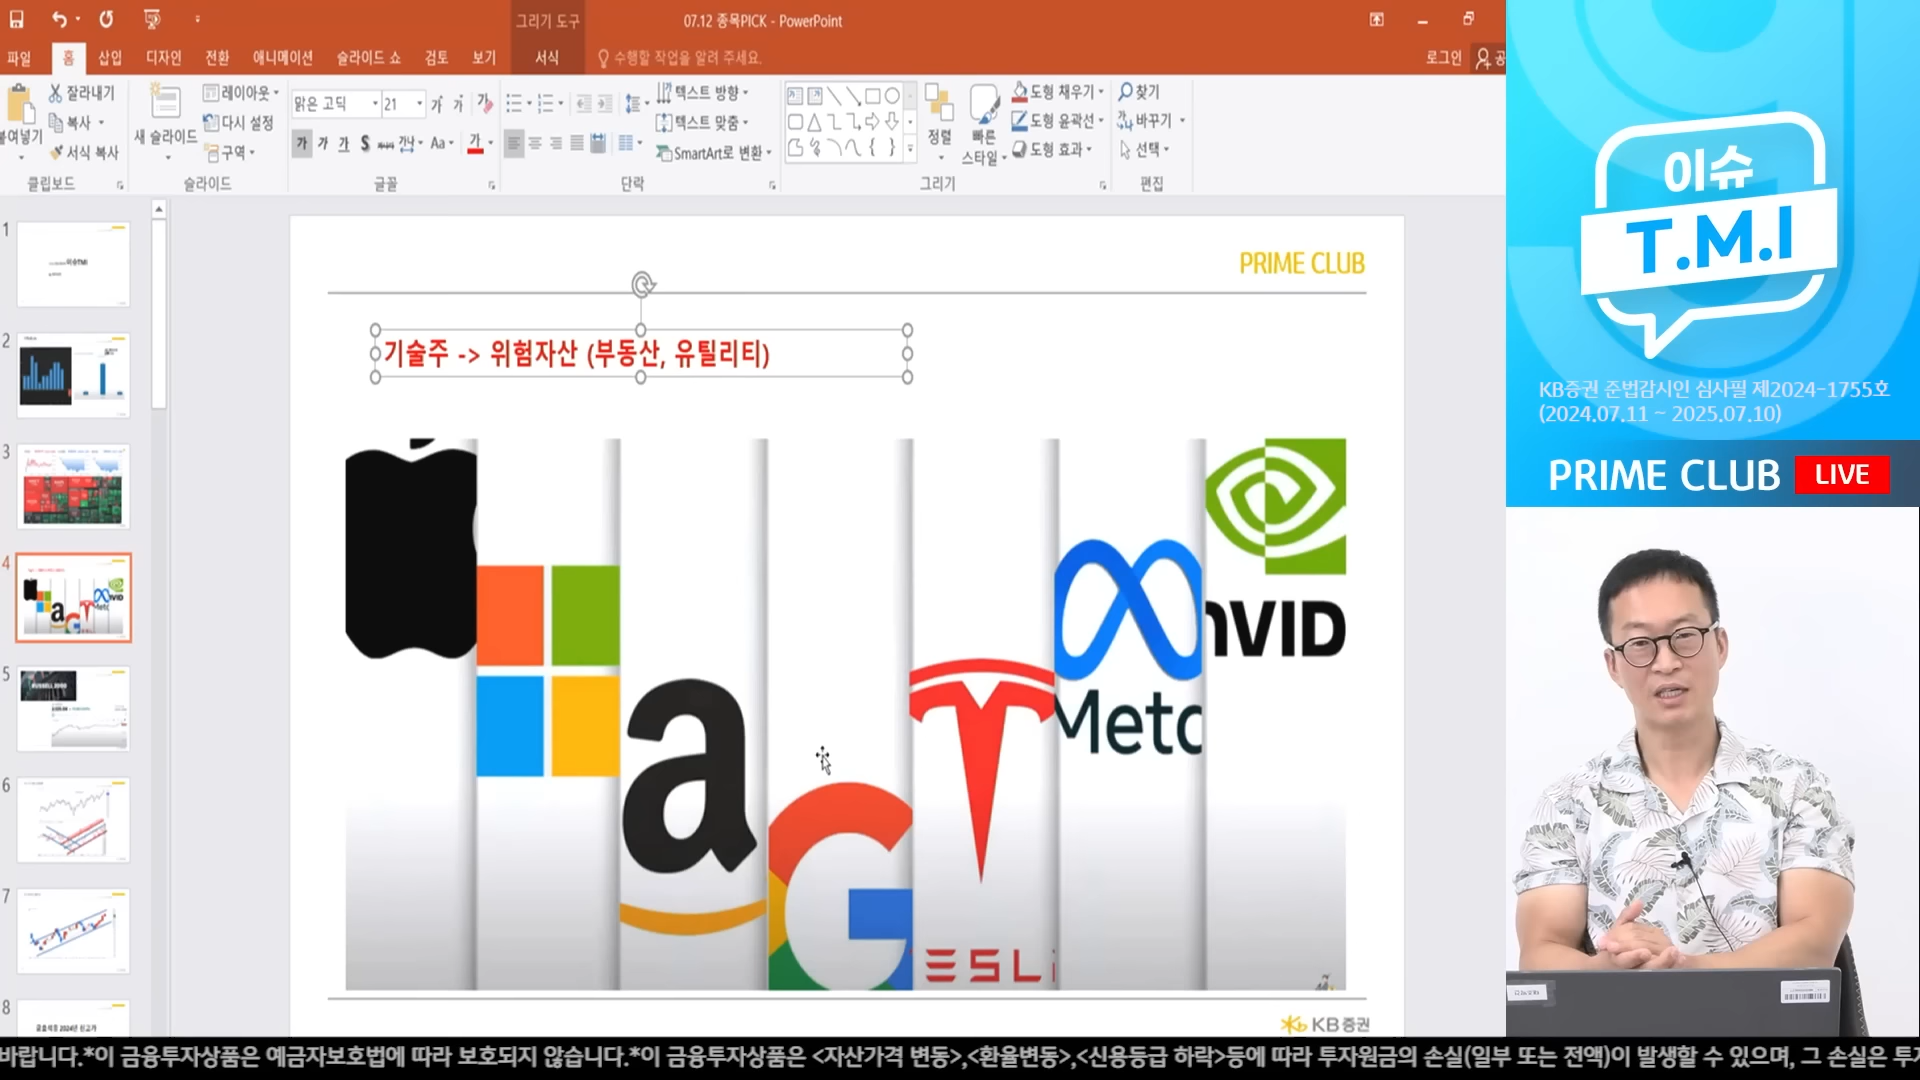 그리기 도구
07.12 종목PICK - PowerPoint
파일
홈
삽입
디자인
전환
애니메이션
슬라이드 쇼
검토
보기
서식
수행할 작업을 알려 주세요.
로그인
잘라내기
복사
서식 복사
클립보드
새 슬라이드
레이아웃
다시 설정
구역
슬라이드
맑은 고딕
21
글꼴
텍스트 방향
텍스트 맞춤
SmartArt로 변환
단락
정렬
빠른
스타일
도형 채우기
도형 윤곽선
도형 효과
그리기
찾기
바꾸기
선택
편집
1
2
3
4
5
6
7
8
PRIME CLUB
기술주 -> 위험자산 (부동산, 유틸리티)
a
G
ESL
Meta
NVID
KB증권
이슈
T.M.I
KB증권 준법감시인 심사필 제2024-1755호
(2024.07.11 ~ 2025.07.10)
PRIME CLUB LIVE
바랍니다.*이 금융투자상품은 예금자보호법에 따라 보호되지 않습니다.*이 금융투자상품은 <자산가격 변동>,<환율변동>,<신용등급 하락>등에 따라 투자원금의 손실(일부 또는 전액)이 발생할 수 있으며, 그 손실은